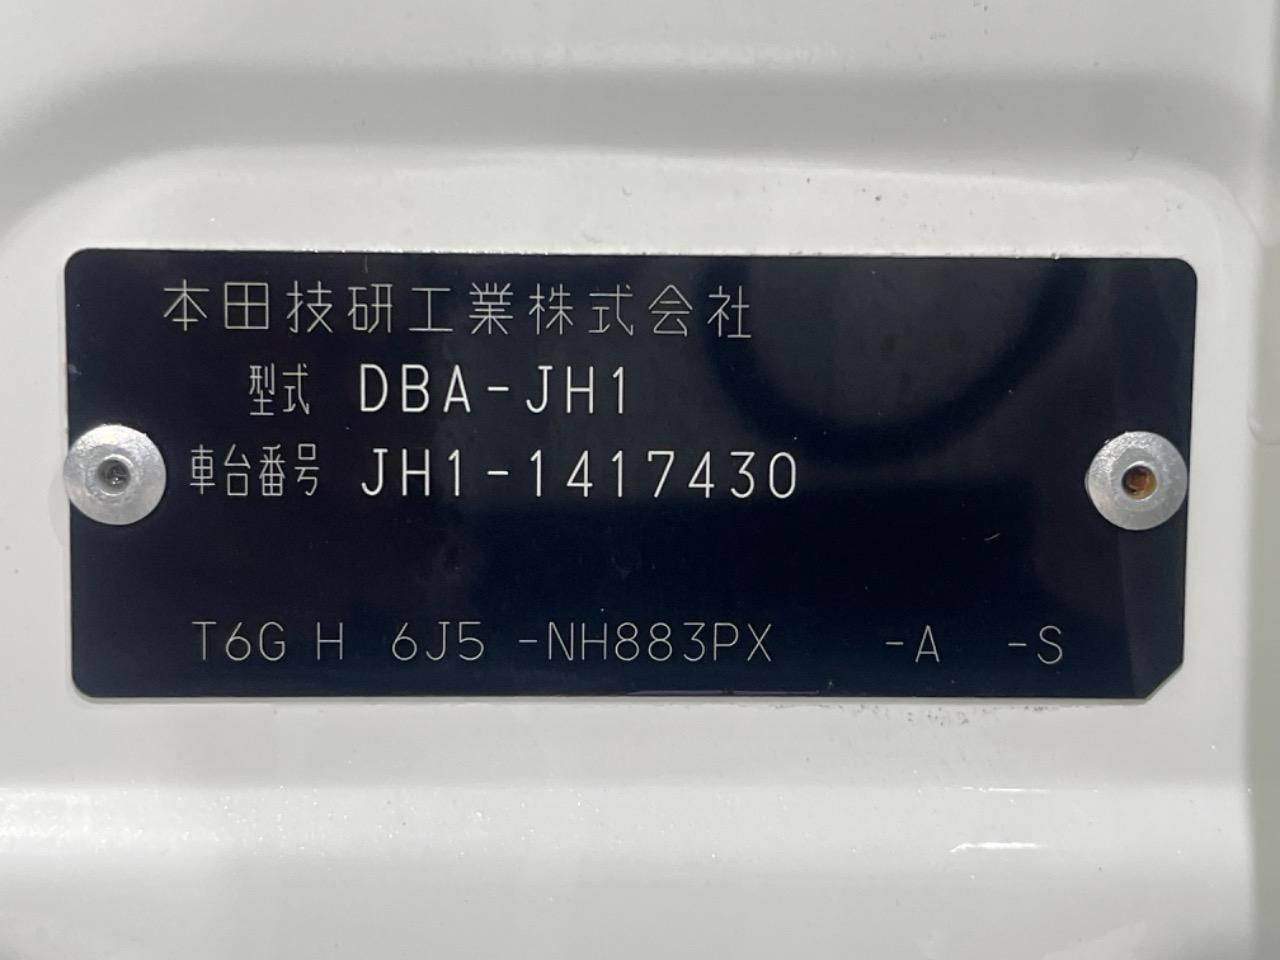 本田技研工業株式会社
型式 DBA-JH1
車台番号 JH1-1417430
T6G H 6J5 -NH883PX -A -S